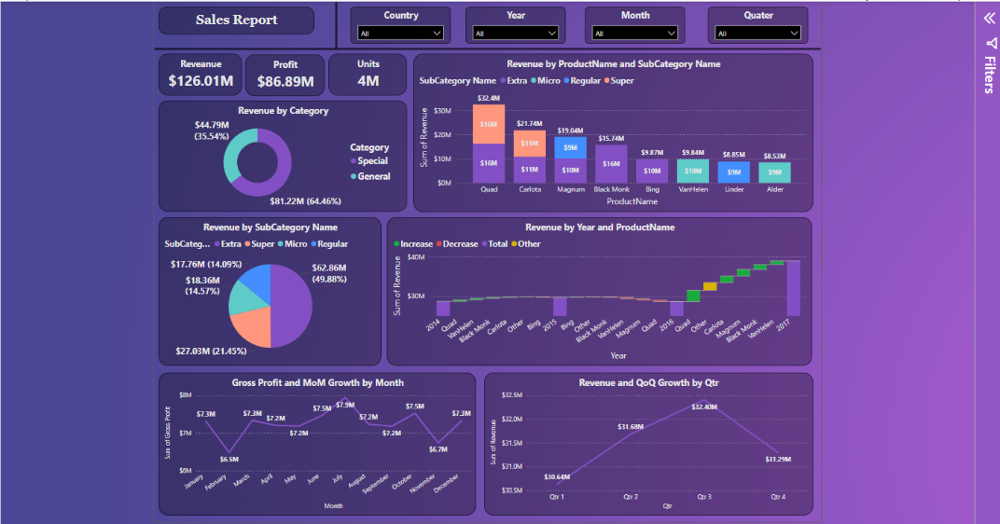 Sales Report
Country
All
Year
All
Month
All
Quater
All
Filters
Reveanue
$126.01M
Profit
$86.89M
Units
4M
Revenue by Category
$44.79M
(35.54%)
$81.22M (64.46%)
Category
Special
General
Revenue by ProductName and SubCategory Name
SubCategory Name Extra Micro Regular Super
Sum of Revenue
$30M
$20M
$10M
$0M
$32.4M
$16M
$16M
$21.74M
$11M
$11M
$19.04M
$9M
$10M
$15.74M
$16M
$9.87M
$10M
$9.84M
$10M
$8.85M
$9M
$8.53M
$9M
Quad Carlota Magnum Black Monk Bing VanHelen Linder Alder
ProductName
Revenue by SubCategory Name
SubCateg... Extra Super Micro Regular
$17.76M (14.09%)
$18.36M
(14.57%)
$62.86M
(49.88%)
$27.03M (21.45%)
Revenue by Year and ProductName
Increase Decrease Total Other
Sum of Revenue
$40M
$30M
2014 Quad VanHelen Black Monk Carlota Other Bing 2015 Bing Other Black Monk VanHelen Magnum Quad 2016 Quad Other Carlota Magnum Black Monk VanHelen 2017
Year
Gross Profit and MoM Growth by Month
Sum of Gross Profit
$8M
$7M
$6M
$7.3M
$6.5M
$7.3M
$7.2M
$7.2M
$7.5M
$7.9M
$7.2M
$7.2M
$7.5M
$6.7M
$7.3M
January February March April May June July August September October November December
Month
Revenue and QoQ Growth by Qtr
Sum of Revenue
$32.5M
$32.0M
$31.5M
$31.0M
$30.5M
$30.64M
$31.68M
$32.40M
$31.29M
Qtr 1 Qtr 2 Qtr 3 Qtr 4
Qtr